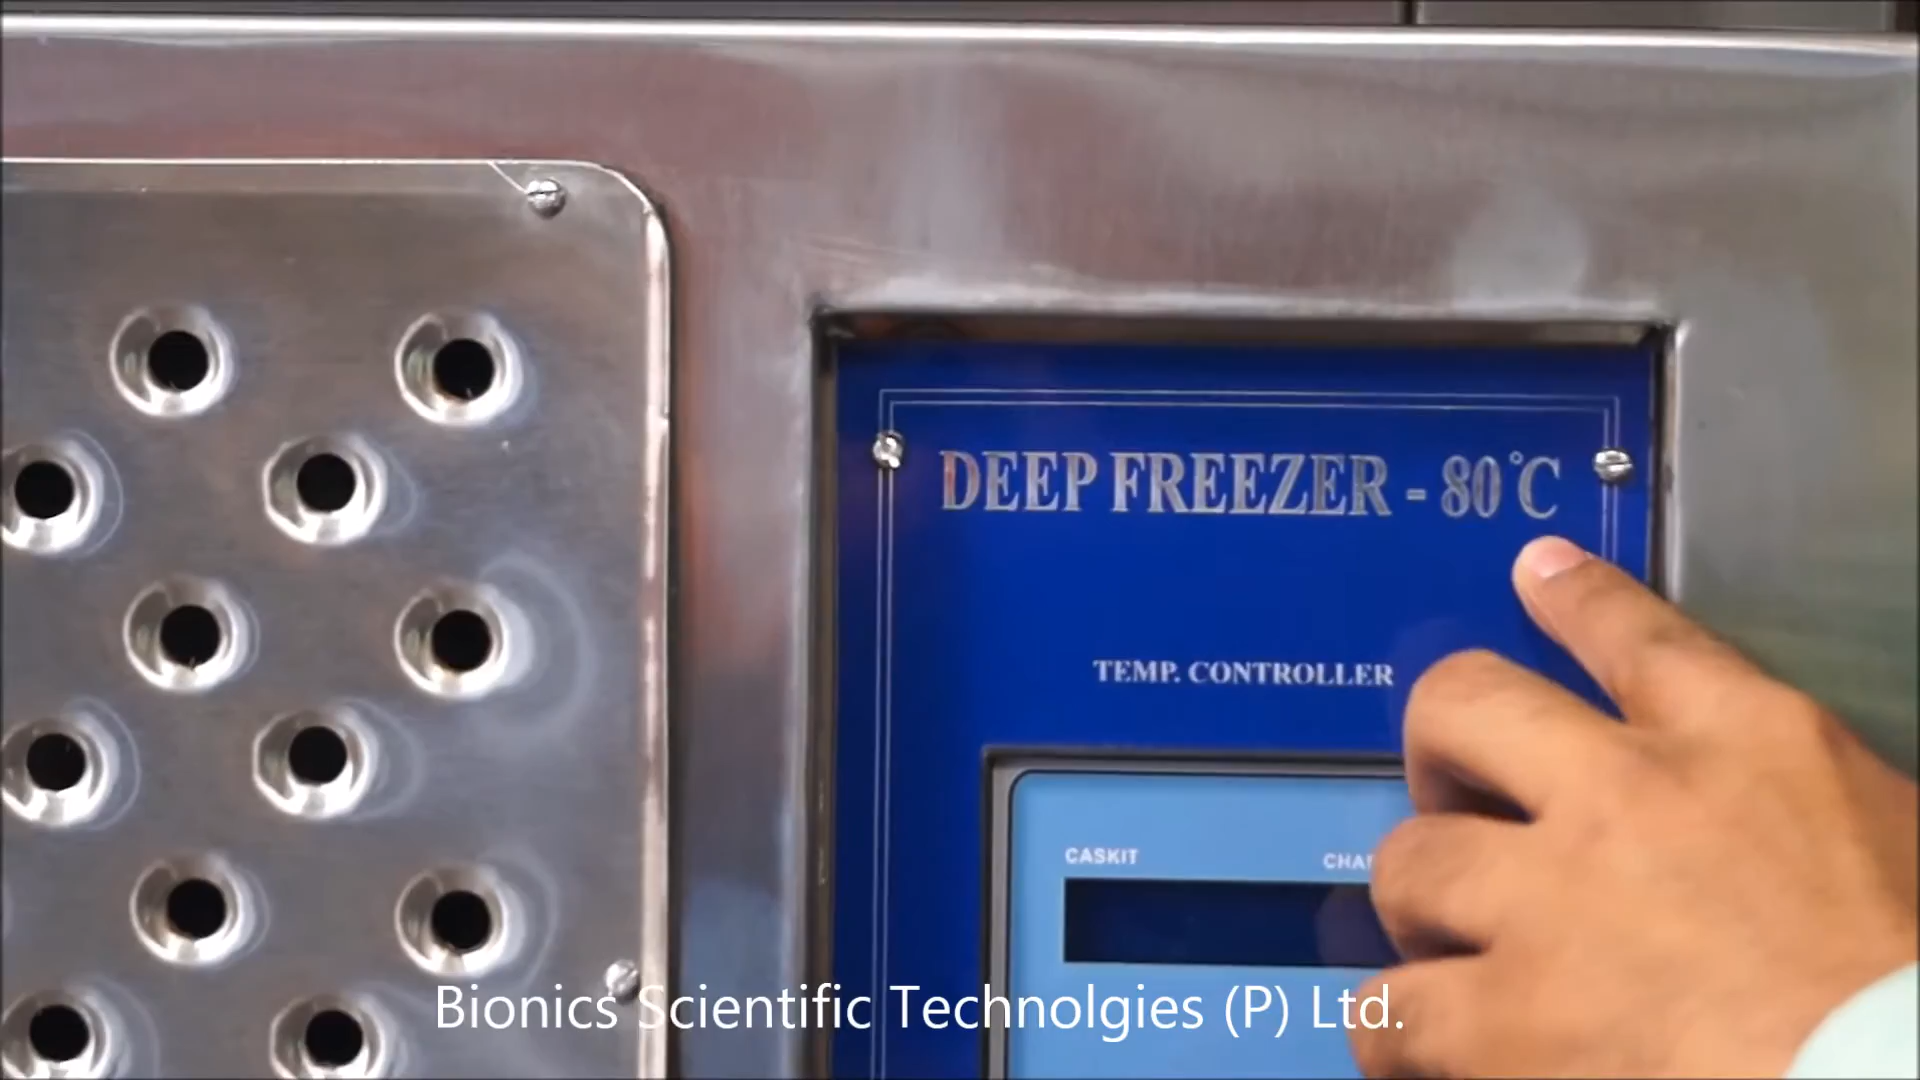 DEEP FREEZER - 80°C
TEMP. CONTROLLER
CASKIT
Bionics Scientific Technolgies (P) Ltd.